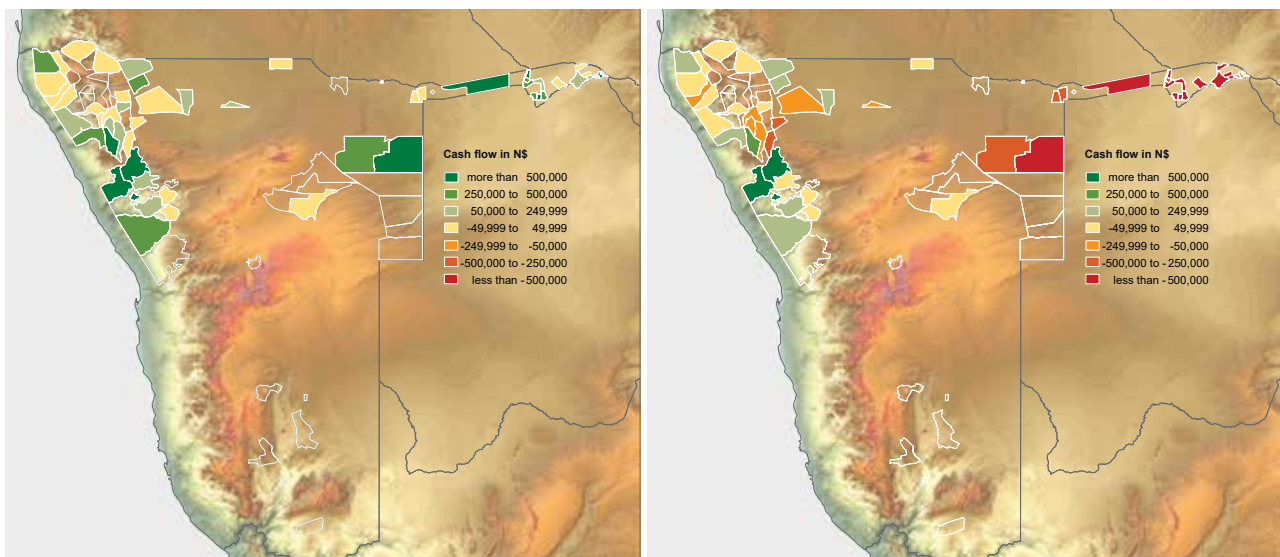 Cash flow in N$
more than 500,000
250,000 to 500,000
50,000 to 249,999
-49,999 to 49,999
-249,999 to -50,000
-500,000 to -250,000
less than -500,000
Cash flow in N$
more than 500,000
250,000 to 500,000
50,000 to 249,999
-49,999 to 49,999
-249,999 to -50,000
-500,000 to -250,000
less than -500,000